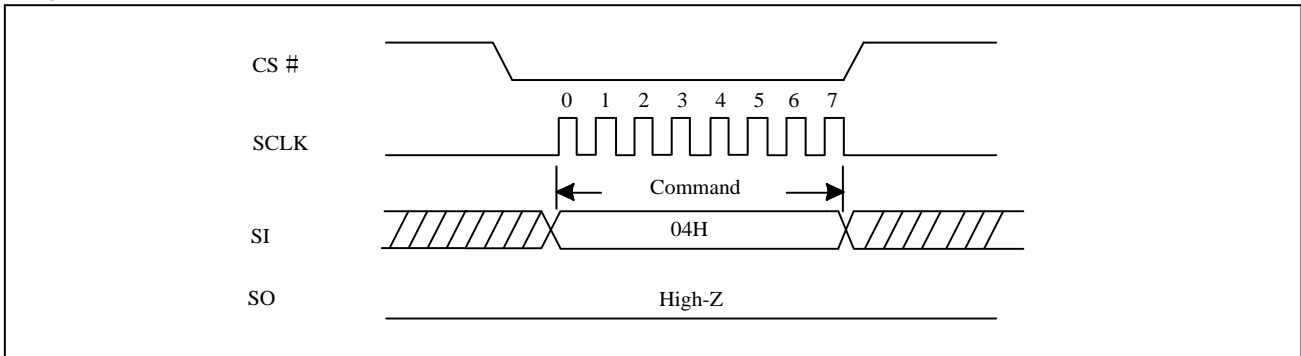 CS #
0 1 2 3 4 5 6 7
SCLK
Command
SI
04H
SO
High-Z